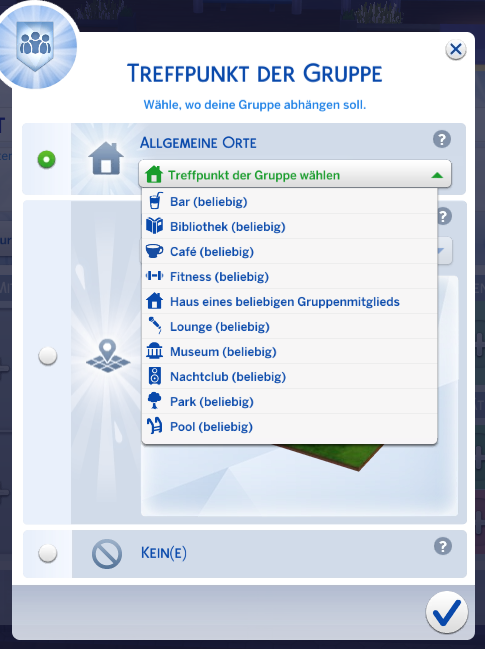 Treffpunkt der Gruppe
Wähle, wo deine Gruppe abhängen soll.
Allgemeine Orte
?
Treffpunkt der Gruppe wählen
Bar (beliebig)
Bibliothek (beliebig)
?
Café (beliebig)
Fitness (beliebig)
Haus eines beliebigen Gruppenmitglieds
Lounge (beliebig)
Museum (beliebig)
Nachtclub (beliebig)
Park (beliebig)
Pool (beliebig)
Kein(e)
?